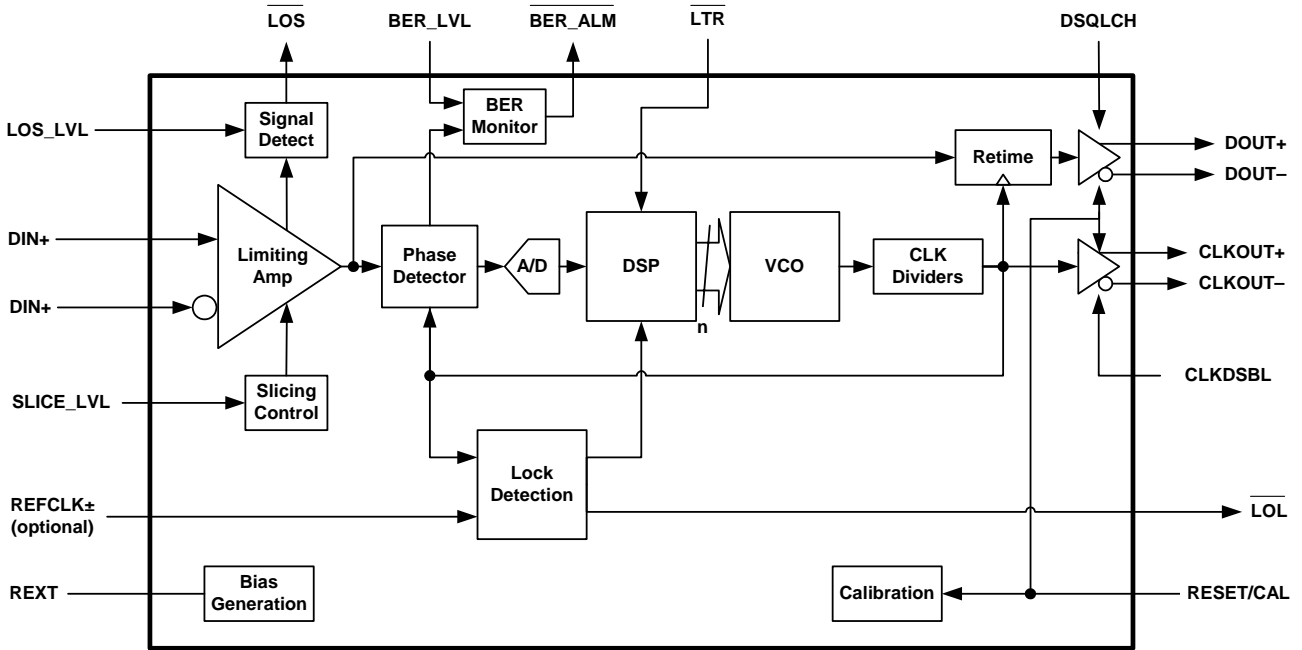 LOS
BER_LVL
BER_ALM
LTR
DSQLCH
LOS_LVL
Signal
Detect
BER
Monitor
Retime
DOUT+
DOUT–
DIN+
Limiting
Amp
Phase
Detector
A/D
DSP
n
VCO
CLK
Dividers
CLKOUT+
CLKOUT–
DIN+
CLKDSBL
SLICE_LVL
Slicing
Control
Lock
Detection
REFCLK±
(optional)
LOL
REXT
Bias
Generation
Calibration
RESET/CAL